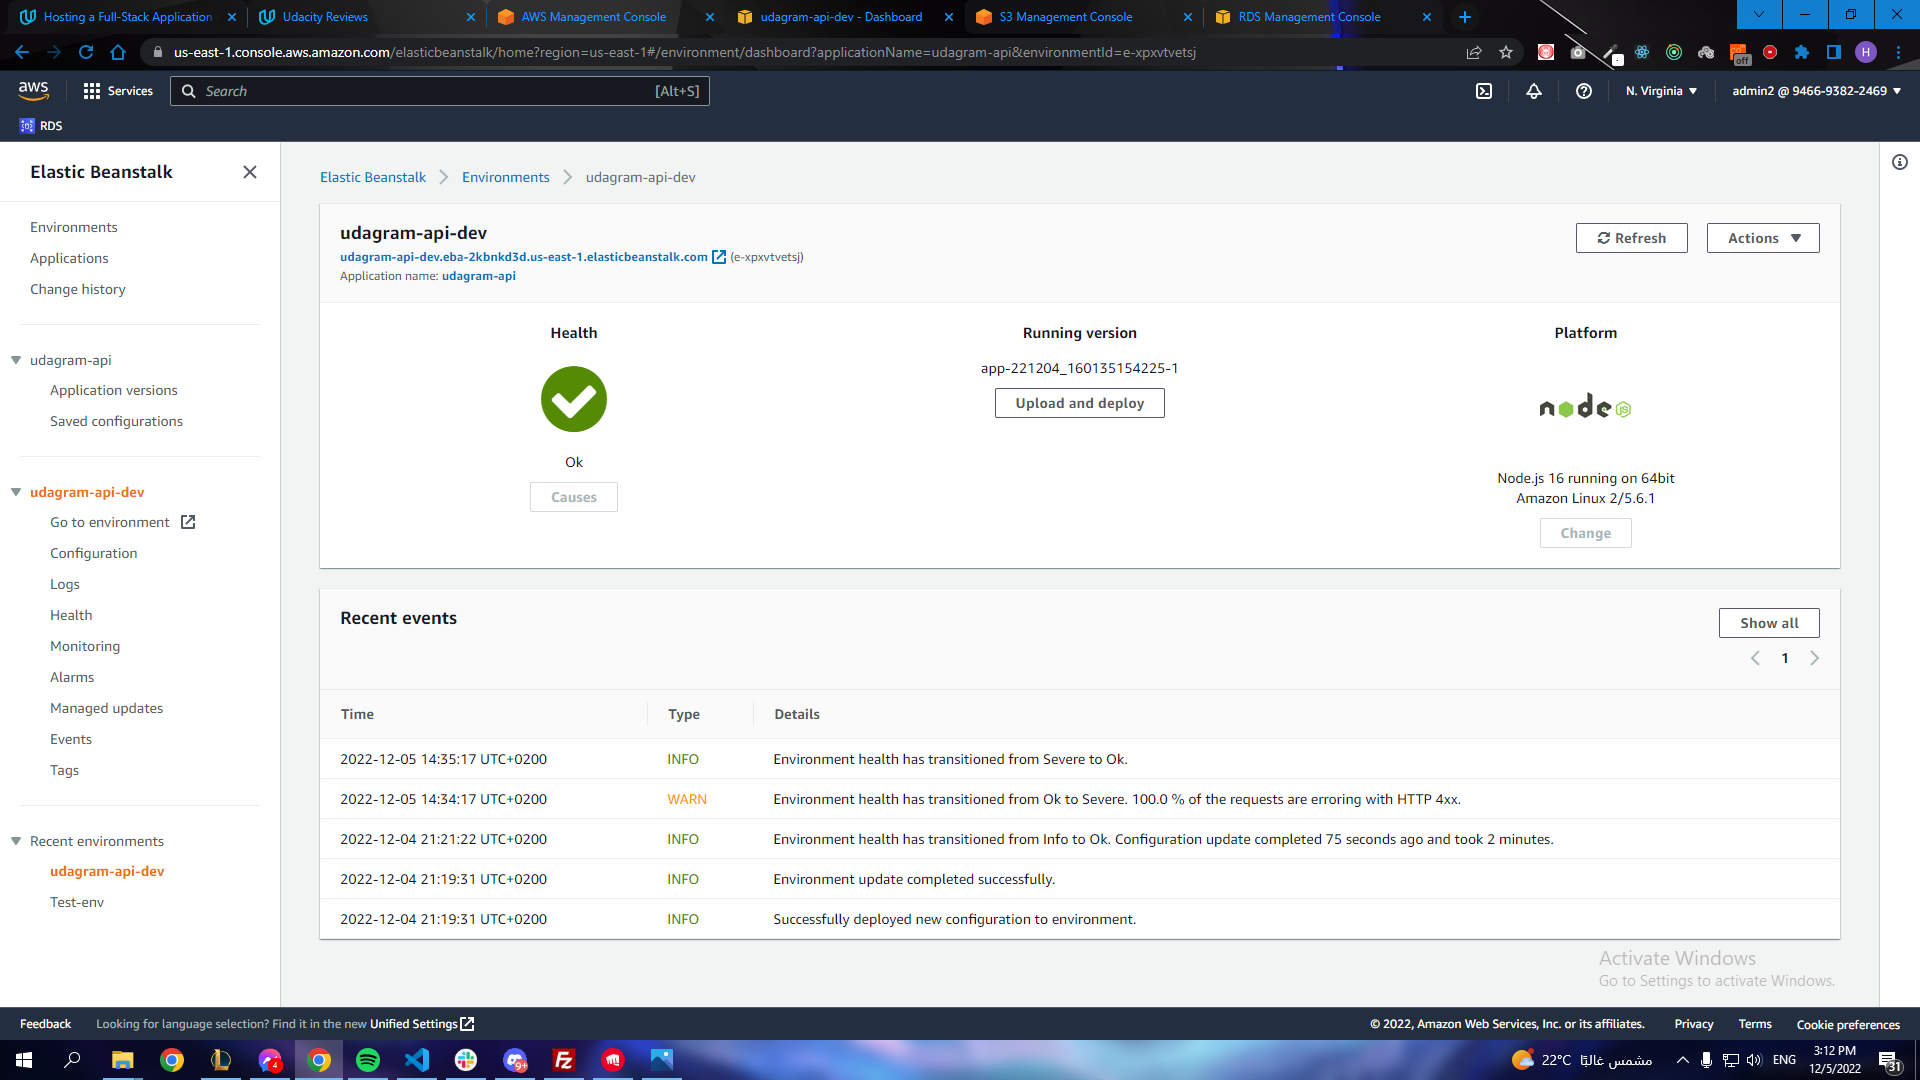 Hosting a Full-Stack Application
Udacity Reviews
AWS Management Console
udagram-api-dev - Dashboard
S3 Management Console
RDS Management Console
us-east-1.console.aws.amazon.com/elasticbeanstalk/home?region=us-east-1#/environment/dashboard?applicationName=udagram-api&environmentId=e-xpxvtvetsj
off
H
aws
Services
Search
[Alt+S]
N. Virginia
admin2 @ 9466-9382-2469
RDS
Elastic Beanstalk
Environments
Applications
Change history
udagram-api
Application versions
Saved configurations
udagram-api-dev
Go to environment
Configuration
Logs
Health
Monitoring
Alarms
Managed updates
Events
Tags
Recent environments
udagram-api-dev
Test-env
Elastic Beanstalk
Environments
udagram-api-dev
udagram-api-dev
udagram-api-dev.eba-2kbnkd3d.us-east-1.elasticbeanstalk.com (e-xpxvtvetsj)
Application name: udagram-api
Refresh
Actions
Health
Ok
Causes
Running version
app-221204_160135154225-1
Upload and deploy
Platform
node JS
Node.js 16 running on 64bit
Amazon Linux 2/5.6.1
Change
Recent events
Show all
1
Time Type Details
2022-12-05 14:35:17 UTC+0200 INFO Environment health has transitioned from Severe to Ok.
2022-12-05 14:34:17 UTC+0200 WARN Environment health has transitioned from Ok to Severe. 100.0 % of the requests are erroring with HTTP 4xx.
2022-12-04 21:21:22 UTC+0200 INFO Environment health has transitioned from Info to Ok. Configuration update completed 75 seconds ago and took 2 minutes.
2022-12-04 21:19:31 UTC+0200 INFO Environment update completed successfully.
2022-12-04 21:19:31 UTC+0200 INFO Successfully deployed new configuration to environment.
Activate Windows
Go to Settings to activate Windows.
Feedback
Looking for language selection? Find it in the new Unified Settings
© 2022, Amazon Web Services, Inc. or its affiliates.
Privacy
Terms
Cookie preferences
4
9+
Fz
22°C مشمس غالبًا
ENG
3:12 PM
12/5/2022
31